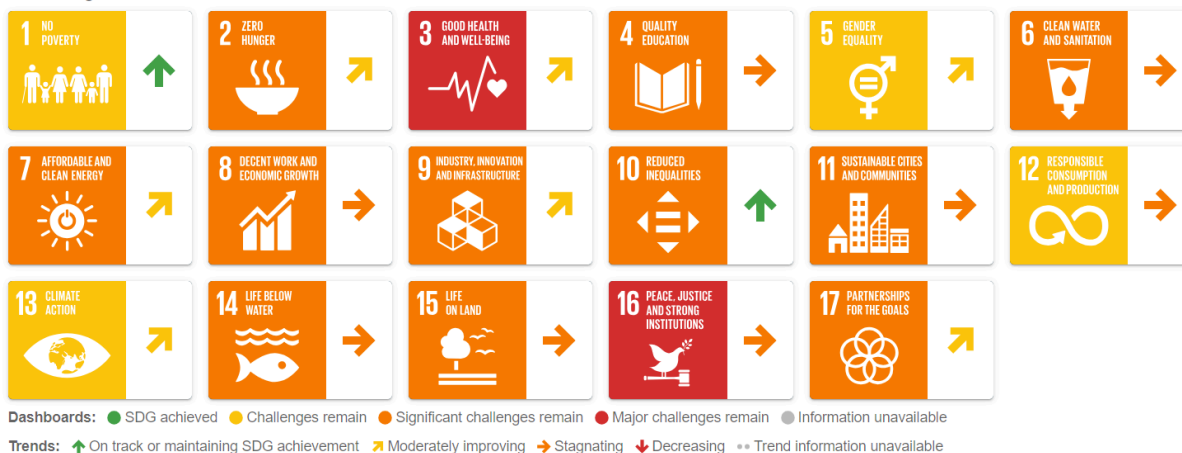 1 NO
POVERTY
2 ZERO
HUNGER
3 GOOD HEALTH
AND WELL-BEING
4 QUALITY
EDUCATION
5 GENDER
EQUALITY
6 CLEAN WATER
AND SANITATION
7 AFFORDABLE AND
CLEAN ENERGY
8 DECENT WORK AND
ECONOMIC GROWTH
9 INDUSTRY, INNOVATION
AND INFRASTRUCTURE
10 REDUCED
INEQUALITIES
11 SUSTAINABLE CITIES
AND COMMUNITIES
12 RESPONSIBLE
CONSUMPTION
AND PRODUCTION
13 CLIMATE
ACTION
14 LIFE BELOW
WATER
15 LIFE
ON LAND
16 PEACE, JUSTICE
AND STRONG
INSTITUTIONS
17 PARTNERSHIPS
FOR THE GOALS
Dashboards: SDG achieved Challenges remain Significant challenges remain Major challenges remain Information unavailable
Trends: On track or maintaining SDG achievement Moderately improving Stagnating Decreasing Trend information unavailable